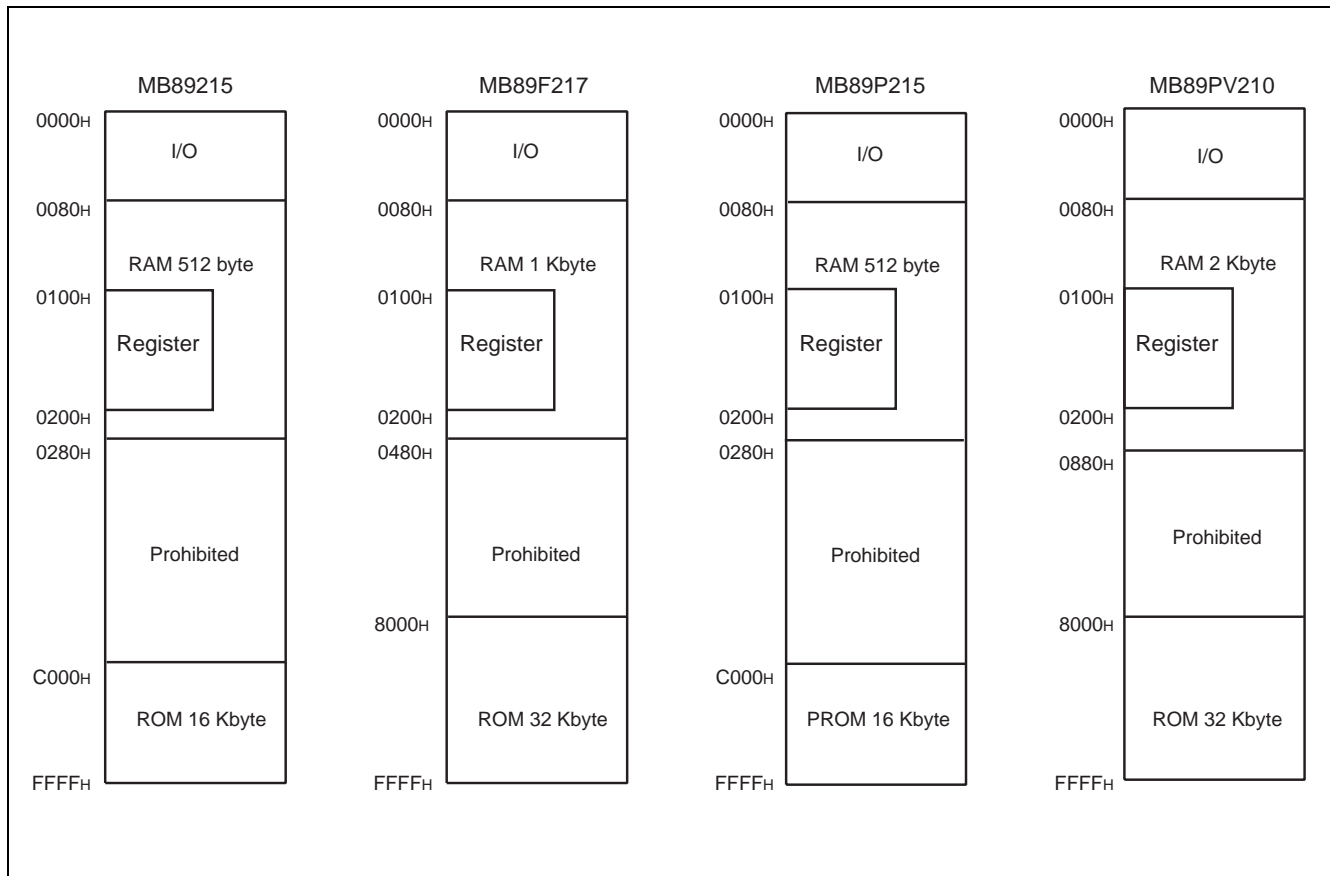 MB89215
0000H
I/O
0080H
RAM 512 byte
0100H
Register
0200H
0280H
Prohibited
C000H
ROM 16 Kbyte
FFFFH
MB89F217
0000H
I/O
0080H
RAM 1 Kbyte
0100H
Register
0200H
0480H
Prohibited
8000H
ROM 32 Kbyte
FFFFH
MB89P215
0000H
I/O
0080H
RAM 512 byte
0100H
Register
0200H
0280H
Prohibited
C000H
PROM 16 Kbyte
FFFFH
MB89PV210
0000H
I/O
0080H
RAM 2 Kbyte
0100H
Register
0200H
0880H
Prohibited
8000H
ROM 32 Kbyte
FFFFH